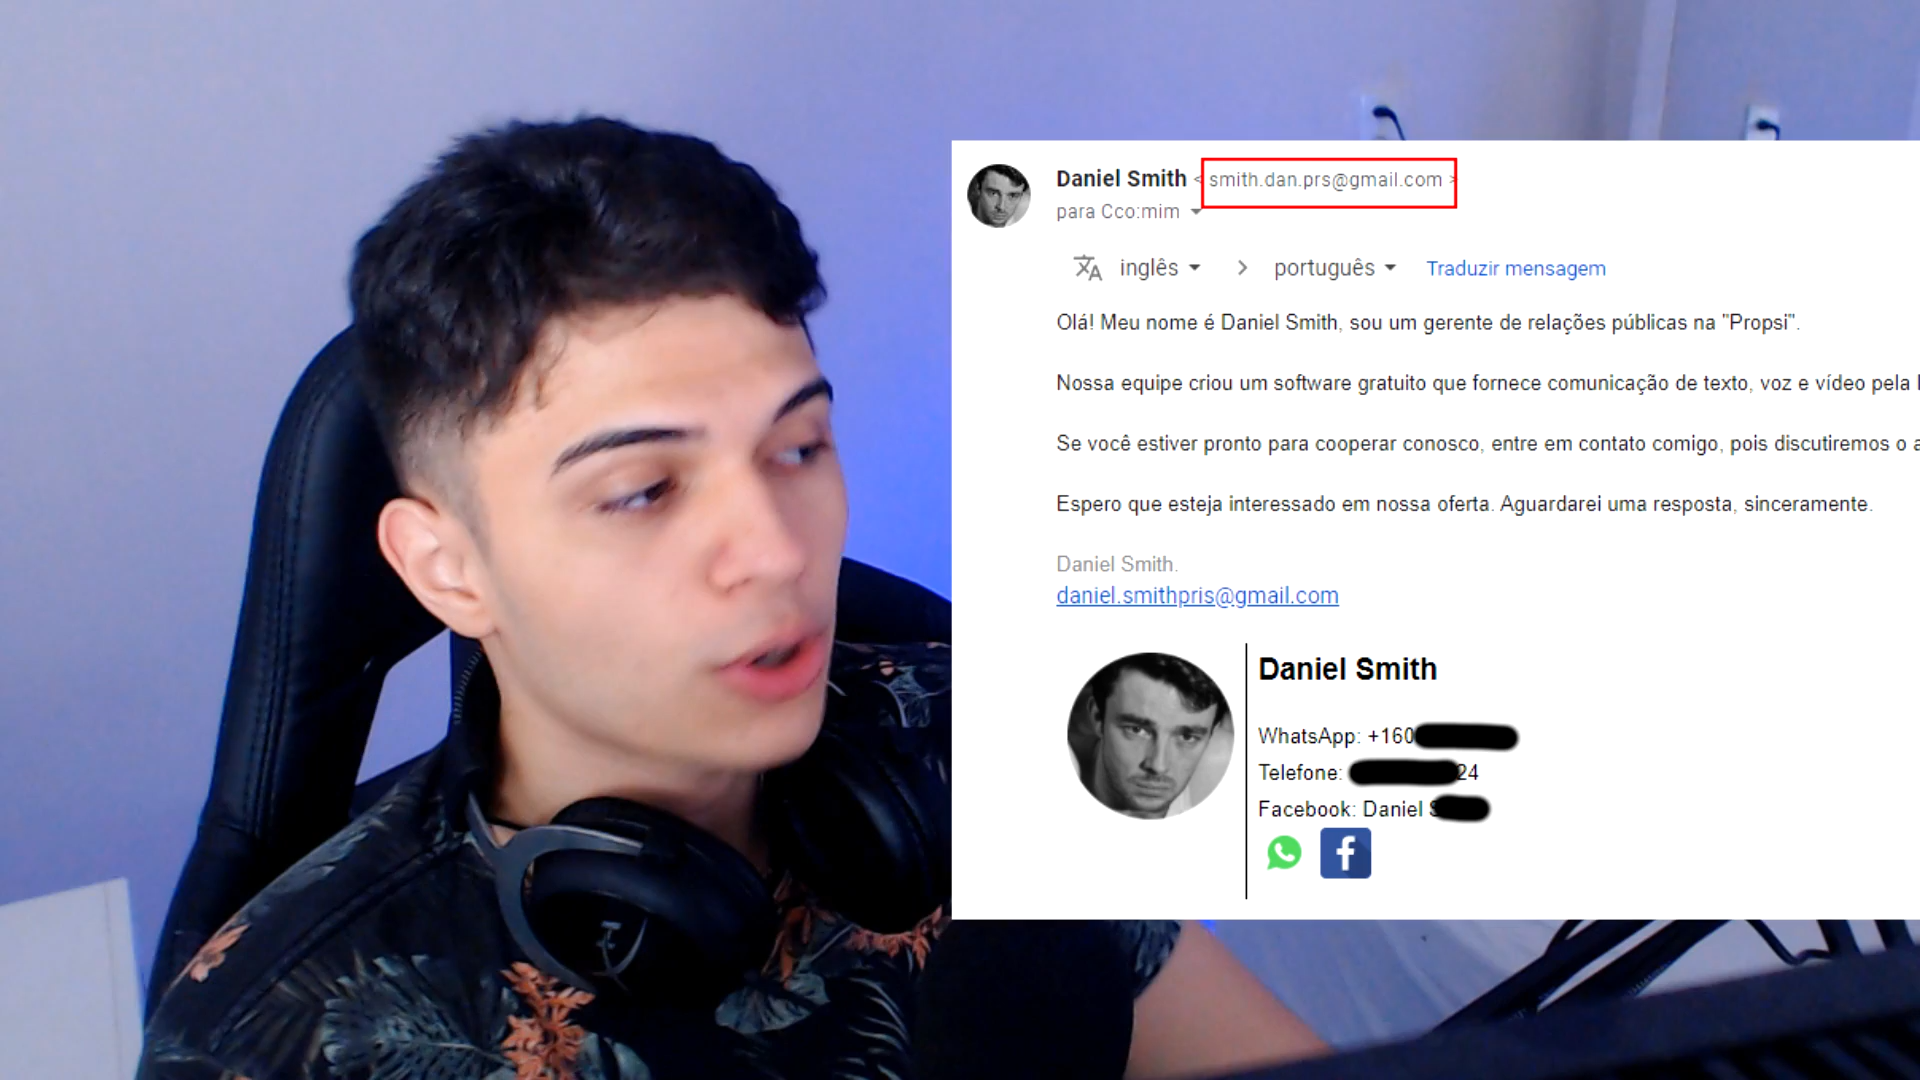 Daniel Smith < smith.dan.prs@gmail.com >
para Cco:mim
inglês > português Traduzir mensagem
Olá! Meu nome é Daniel Smith, sou um gerente de relações públicas na "Propsi".
Nossa equipe criou um software gratuito que fornece comunicação de texto, voz e vídeo pela
Se você estiver pronto para cooperar conosco, entre em contato comigo, pois discutiremos o
Espero que esteja interessado em nossa oferta. Aguardarei uma resposta, sinceramente.
Daniel Smith.
daniel.smithpris@gmail.com
Daniel Smith
WhatsApp: +160
Telefone: 24
Facebook: Daniel